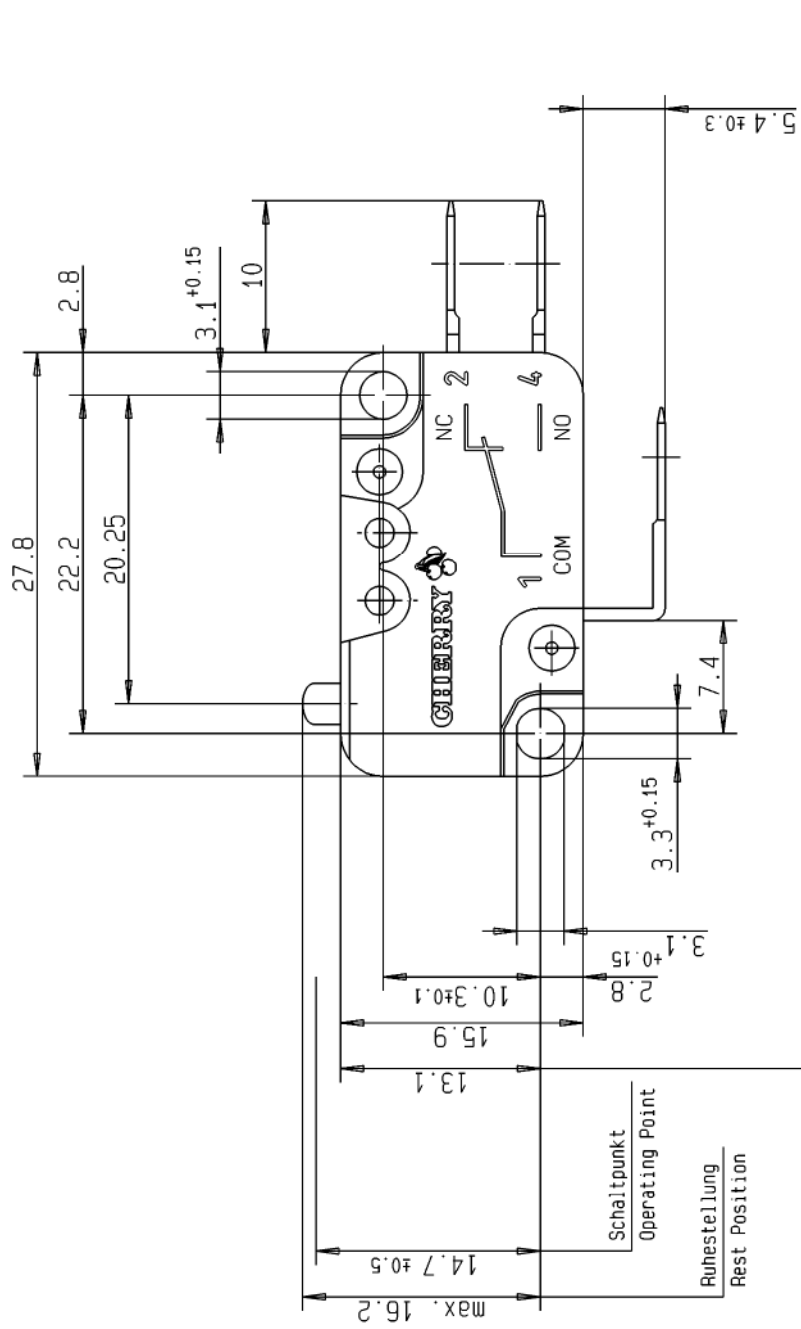 27.8
22.2
20.25
2.8
3.1 +0.15
10
5.4 ±0.3
NC
2
4
NO
1
COM
CHERRY
7.4
3.3 +0.15
3.1 +0.15
2.8
10.3±0.1
15.9
13.1
14.7 ±0.5
max. 16.2
Schaltpunkt
Operating Point
Ruhestellung
Rest Position